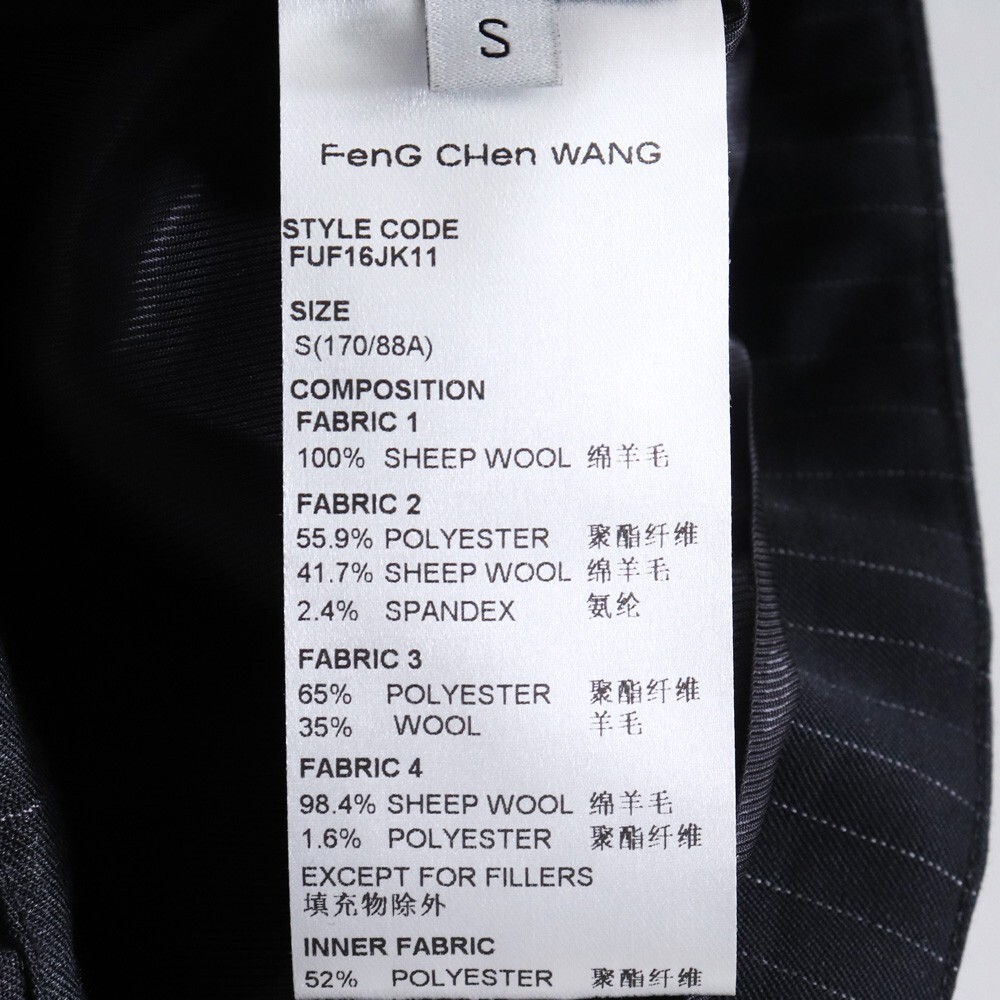 S
FenG CHen WANG
STYLE CODE
FUF16JK11
SIZE
S(170/88A)
COMPOSITION
FABRIC 1
100% SHEEP WOOL 绵羊毛
FABRIC 2
55.9% POLYESTER 聚酯纤维
41.7% SHEEP WOOL 绵羊毛
2.4% SPANDEX 氨纶
FABRIC 3
65% POLYESTER 聚酯纤维
35% WOOL 羊毛
FABRIC 4
98.4% SHEEP WOOL 绵羊毛
1.6% POLYESTER 聚酯纤维
EXCEPT FOR FILLERS
填充物除外
INNER FABRIC
52% POLYESTER 聚酯纤维